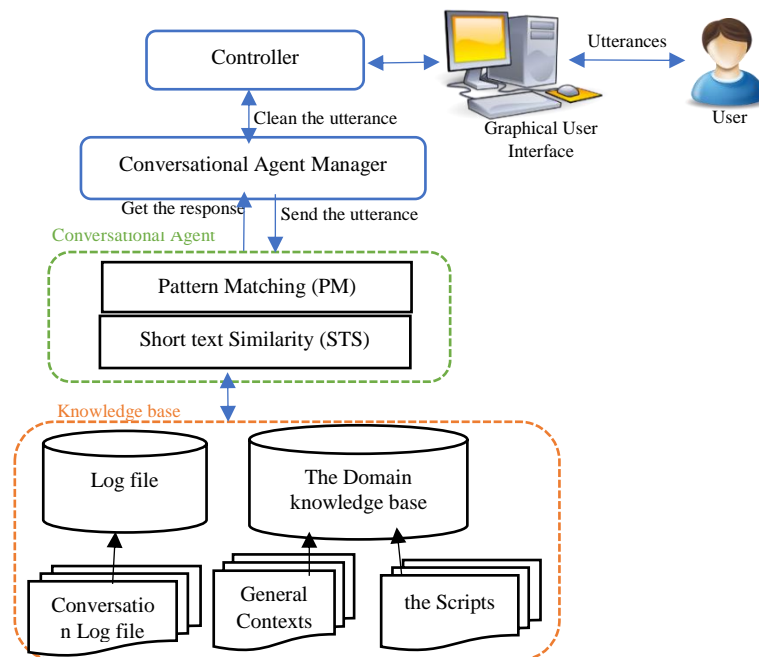 Controller
Utterances
User
Graphical User
Interface
Clean the utterance
Conversational Agent Manager
Get the response
Send the utterance
Conversational Agent
Pattern Matching (PM)
Short text Similarity (STS)
Knowledge base
Log file
The Domain
knowledge base
Conversatio
n Log file
General
Contexts
the Scripts